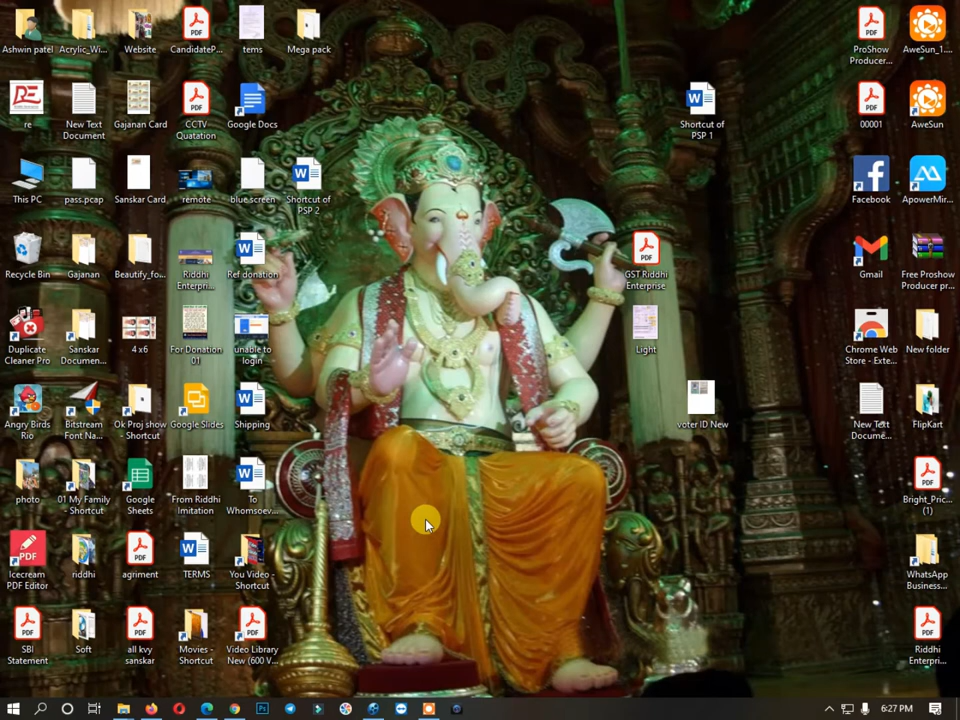 Ashwin patel
Acrylic_Wi...
Website
CandidateP...
tems
Mega pack
ProShow
Producer...
AweSun_1....
re
New Text
Document
Gajanan Card
CCTV
Quatation
Google Docs
Shortcut of
PSP 1
00001
AweSun
This PC
pass.pcap
Sanskar Card
remote
blue screen
Shortcut of
PSP 2
Facebook
ApowerMir...
Recycle Bin
Gajanan
Beautify_fo...
Riddhi
Enterpri...
Ref donation
GST Riddhi
Enterprise
Gmail
Free Proshow
Producer pr...
Duplicate
Cleaner Pro
Sanskar
Documen...
4 x6
For Donation
01
unable to
login
Light
Chrome Web
Store - Exte...
New folder
Angry Birds
Rio
Bitstream
Font Na...
Ok Proj show
- Shortcut
Google Slides
Shipping
voter ID New
New Text
Docume...
FlipKart
photo
01 My Family
- Shortcut
Google
Sheets
From Riddhi
Imitation
To
Whomsoev...
Bright_Pric...
(1)
Icecream
PDF Editor
riddhi
agriment
TERMS
You Video -
Shortcut
WhatsApp
Business...
SBI
Statement
Soft
all kvy
sanskar
Movies -
Shortcut
Video Library
New (600 V...
Riddhi
Enterpri...
6:27 PM